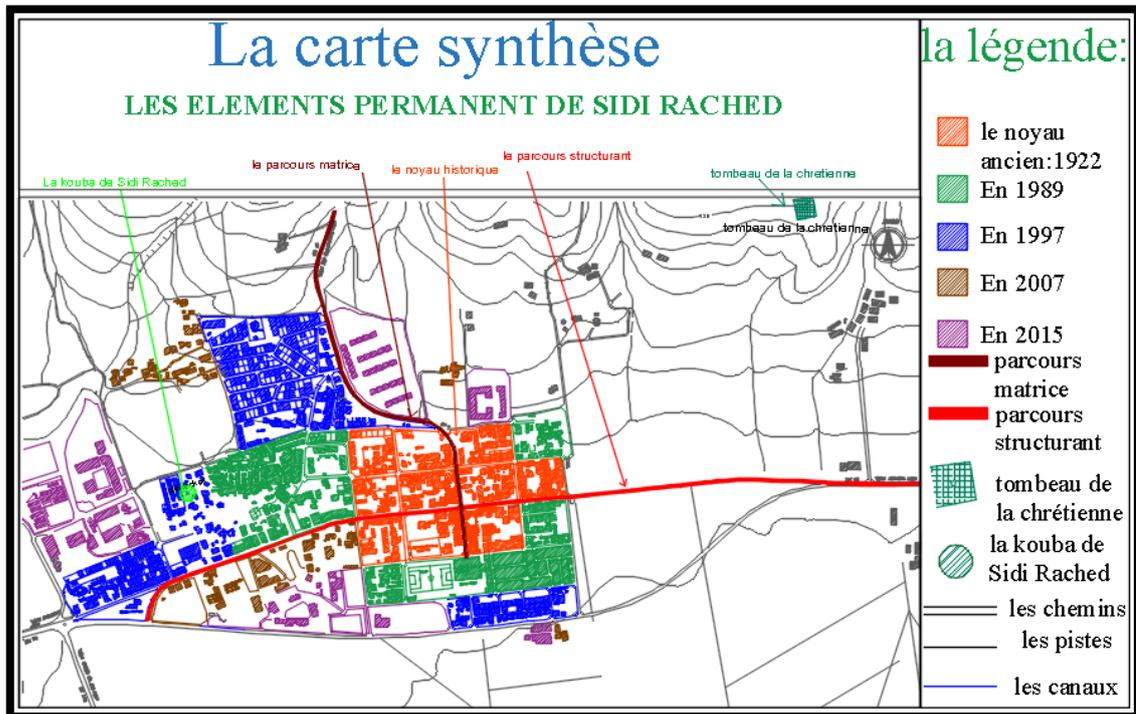 La carte synthèse
LES ELEMENTS PERMANENT DE SIDI RACHED
le parcours matrice
le noyau historique
le parcours structurant
La kouba de Sidi Rached
tombeau de la chretienne
tombeau de la chretienne
la légende:
le noyau
ancien:1922
En 1989
En 1997
En 2007
En 2015
parcours
matrice
parcours
structurant
tombeau de
la chrétienne
la kouba de
Sidi Rached
les chemins
les pistes
les canaux